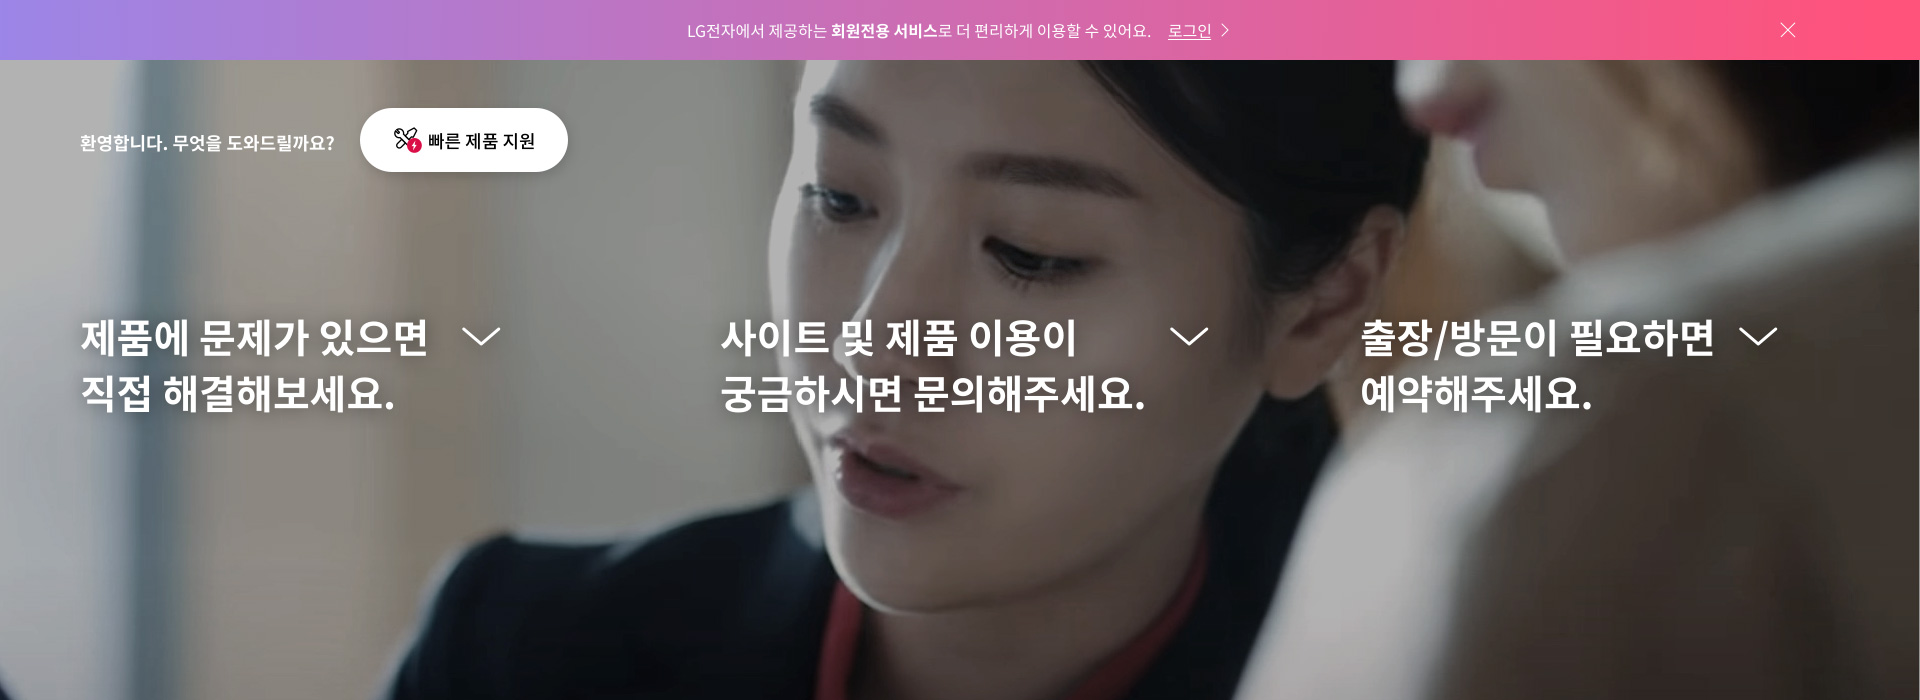 LG전자에서 제공하는 회원전용 서비스로 더 편리하게 이용할 수 있어요. 로그인
환영합니다. 무엇을 도와드릴까요?
빠른 제품 지원
제품에 문제가 있으면
직접 해결해보세요.
사이트 및 제품 이용이
궁금하시면 문의해주세요.
출장/방문이 필요하면
예약해주세요.